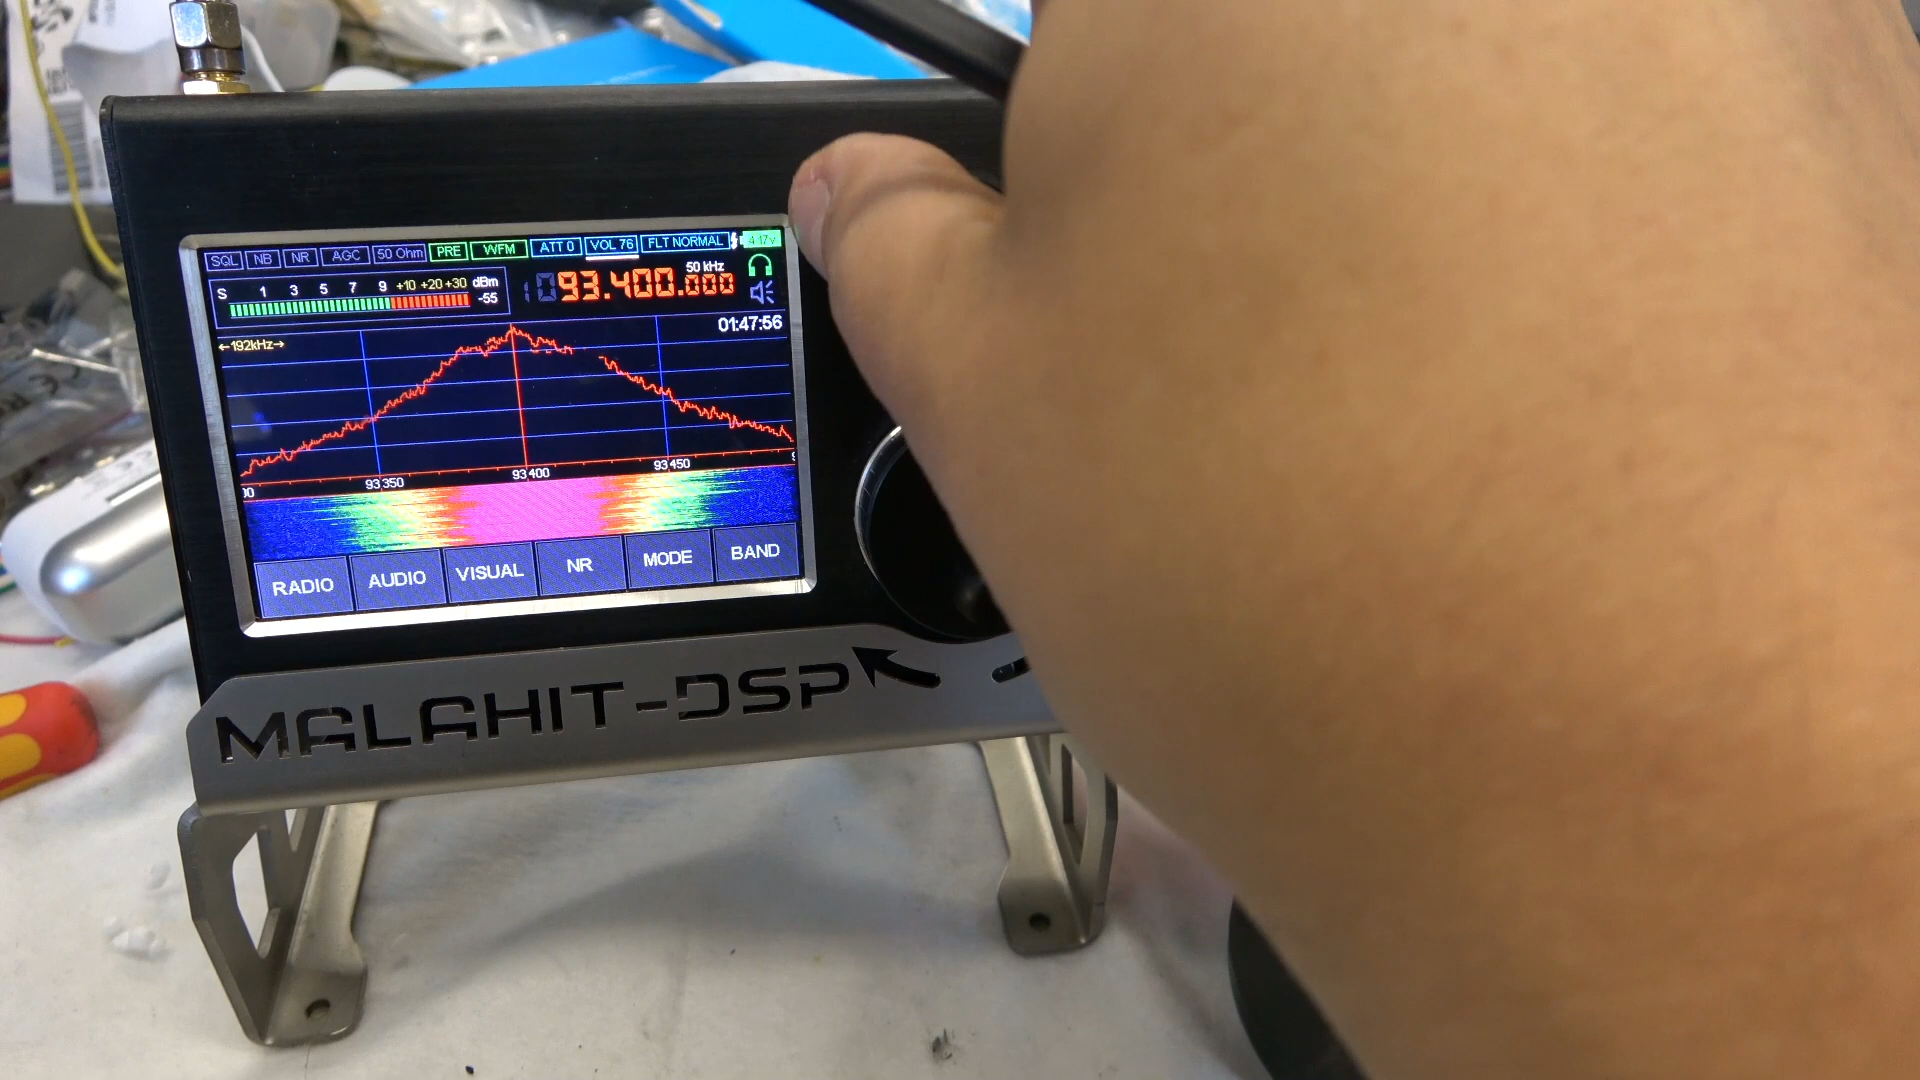 SQL NB NR AGC 50 Ohm PRE WFM ATT 0 VOL 76 FLT NORMAL 4.17V
S 1 3 5 7 9 +10 +20 +30 dBm
-55
50 kHz
93.400.000
←192kHz→
01:47:56
00 93 350 93 400 93 450
RADIO AUDIO VISUAL NR MODE BAND
MALAHIT-DSP